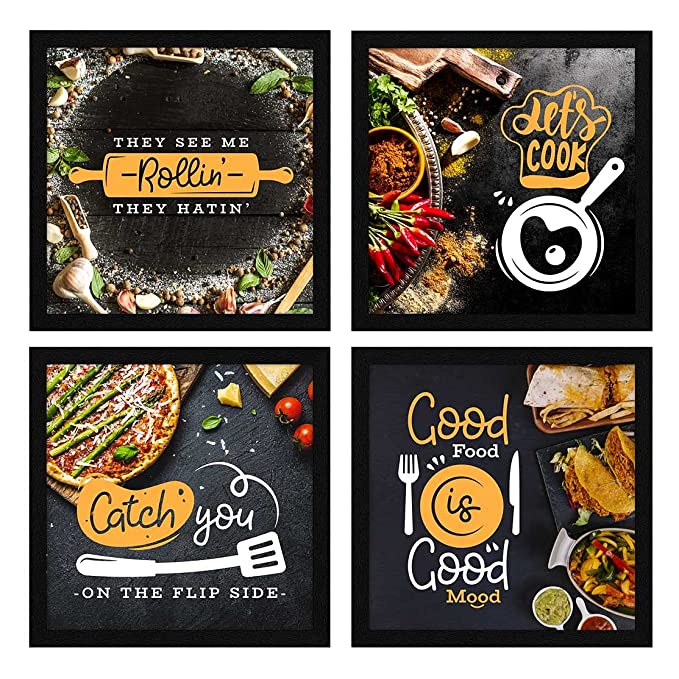 THEY SEE ME
-Rollin'-
THEY HATIN'
Let's
COOK
Catch' you
-ON THE FLIP SIDE-
Good
Food
is
Good
Mood